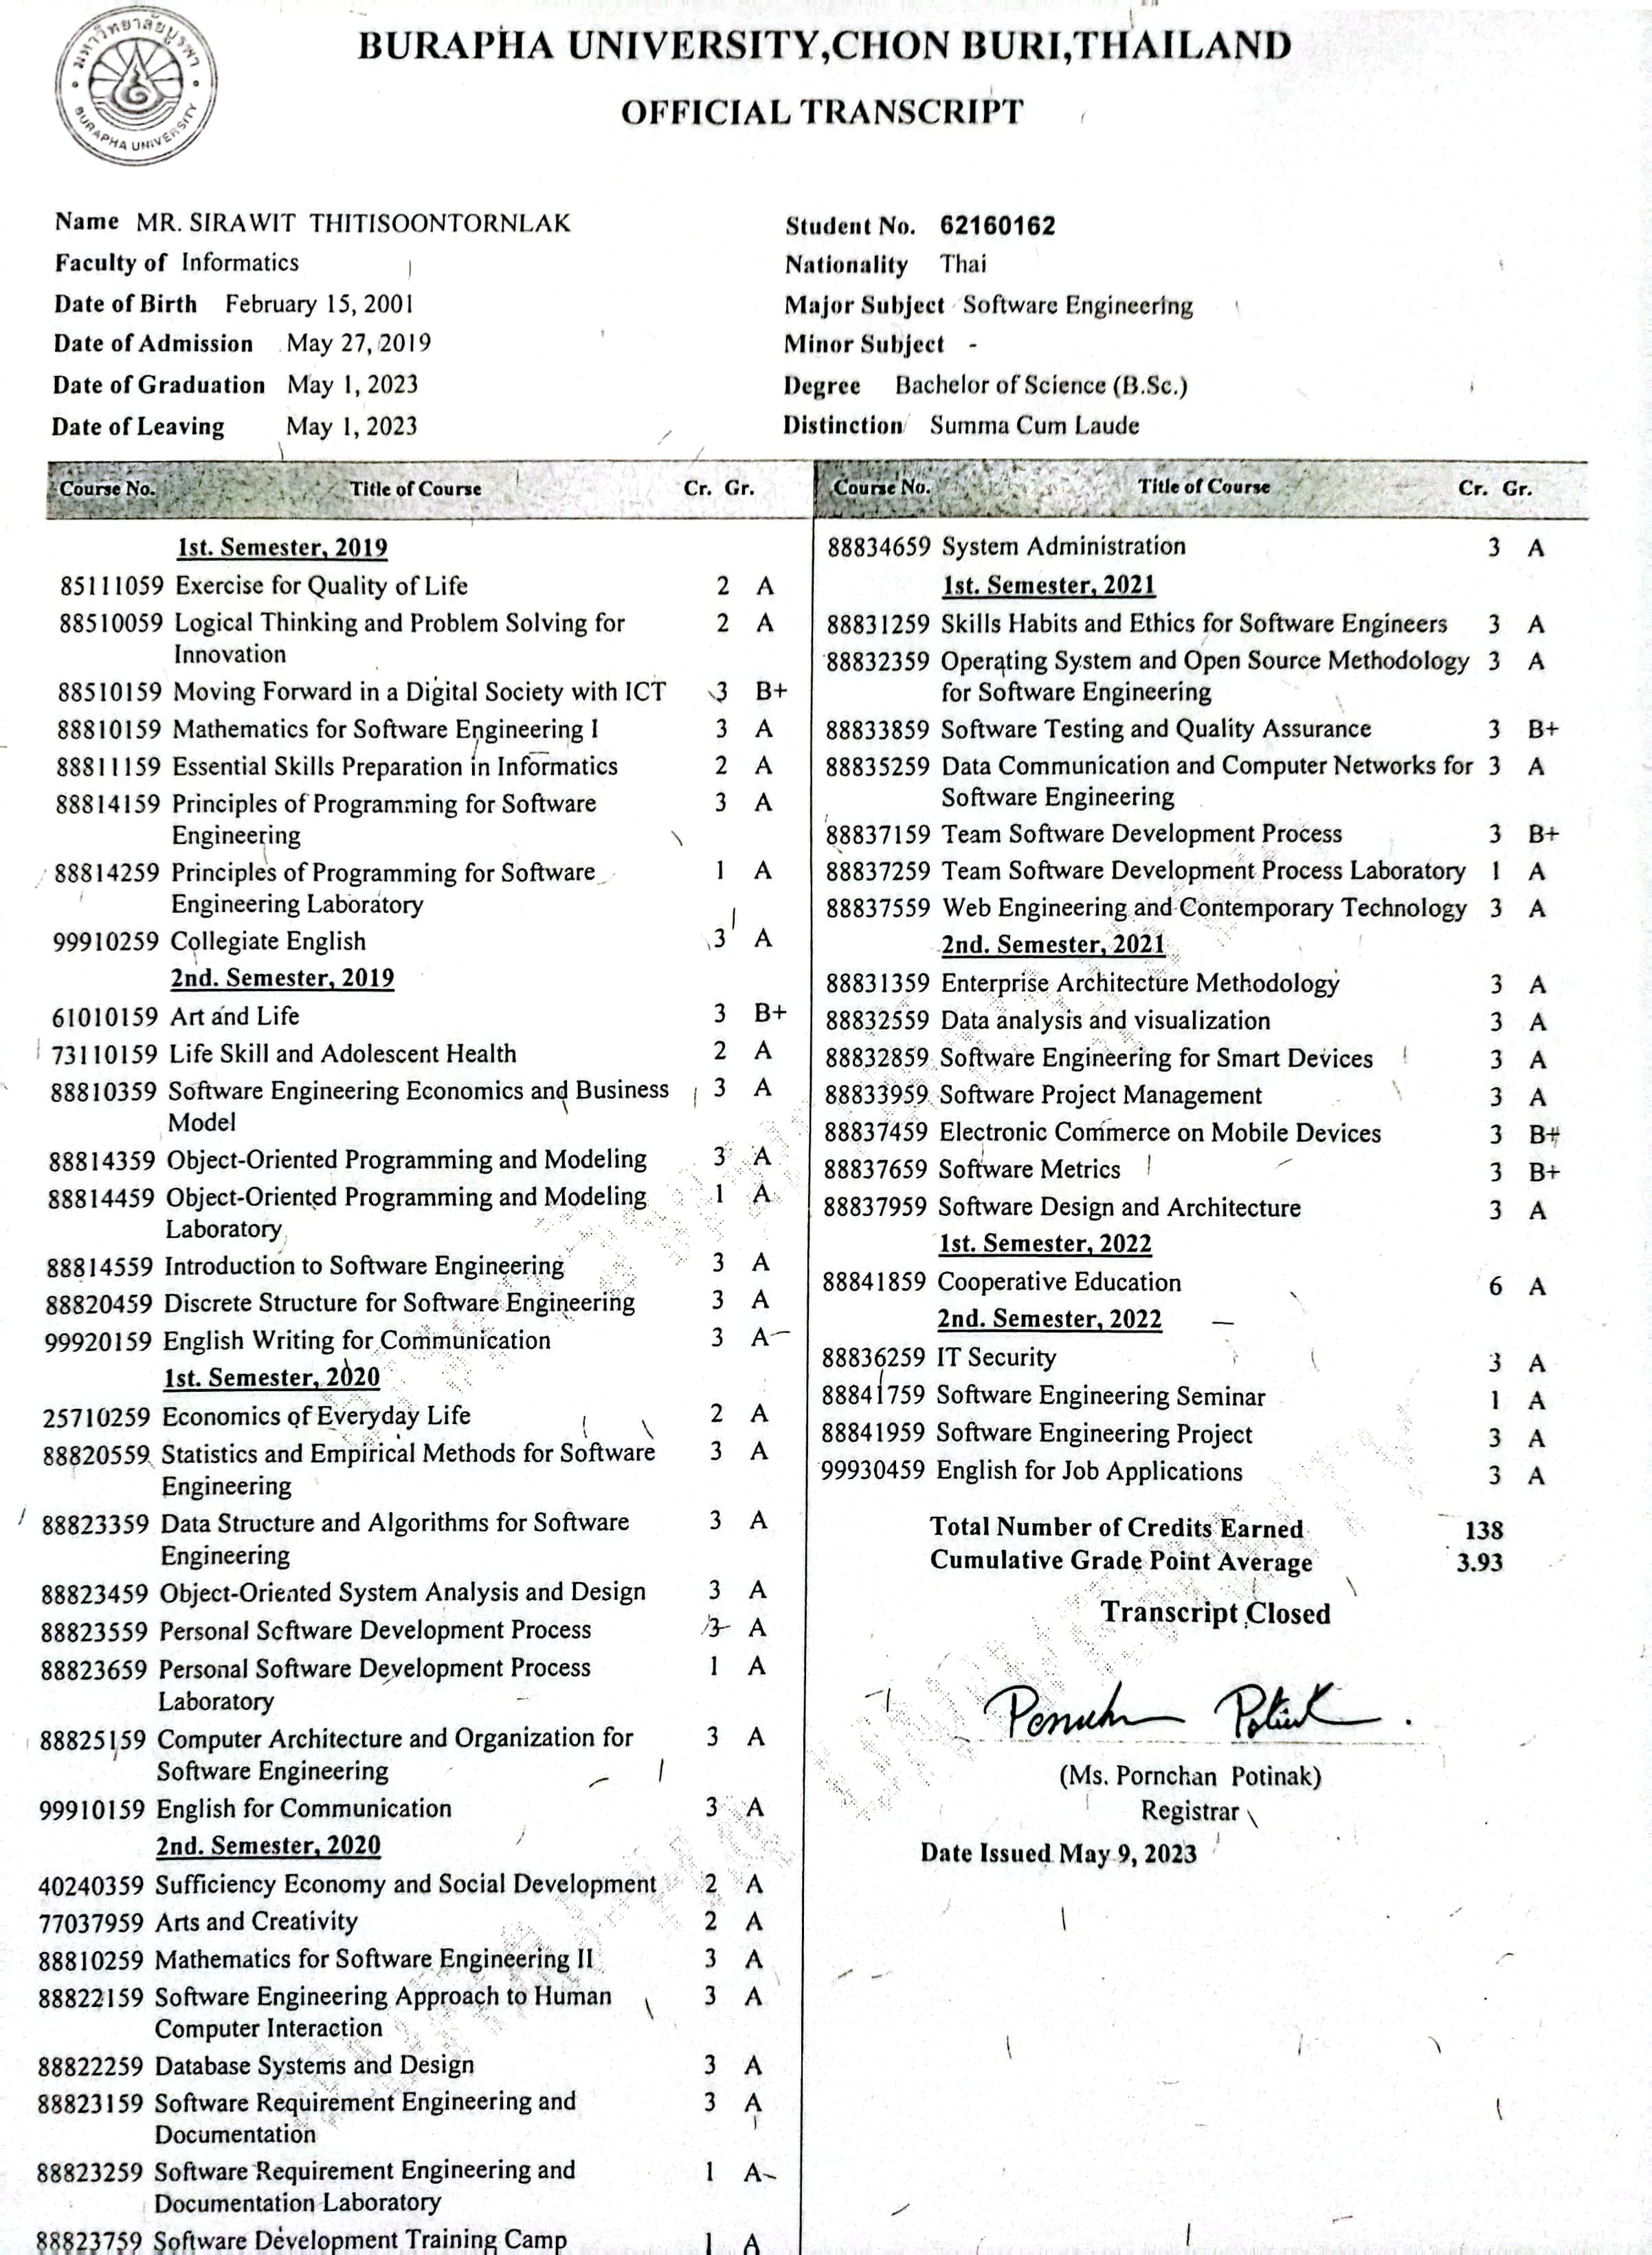 มหาวิทยาลัยบูรพา
BURAPHA UNIVERSITY
BURAPHA UNIVERSITY,CHON BURI,THAILAND
OFFICIAL TRANSCRIPT
Name MR. SIRAWIT THITISOONTORNLAK
Faculty of Informatics
Date of Birth February 15, 2001
Date of Admission May 27, 2019
Date of Graduation May 1, 2023
Date of Leaving May 1, 2023
Student No. 62160162
Nationality Thai
Major Subject Software Engineering
Minor Subject -
Degree Bachelor of Science (B.Sc.)
Distinction Summa Cum Laude
Course No. Title of Course Cr. Gr.
1st. Semester, 2019
85111059 Exercise for Quality of Life 2 A
88510059 Logical Thinking and Problem Solving for 2 A
Innovation
88510159 Moving Forward in a Digital Society with ICT 3 B+
88810159 Mathematics for Software Engineering I 3 A
88811159 Essential Skills Preparation in Informatics 2 A
88814159 Principles of Programming for Software 3 A
Engineering
88814259 Principles of Programming for Software 1 A
Engineering Laboratory
99910259 Collegiate English 3 A
2nd. Semester, 2019
61010159 Art and Life 3 B+
73110159 Life Skill and Adolescent Health 2 A
88810359 Software Engineering Economics and Business 3 A
Model
88814359 Object-Oriented Programming and Modeling 3 A
88814459 Object-Oriented Programming and Modeling 1 A
Laboratory
88814559 Introduction to Software Engineering 3 A
88820459 Discrete Structure for Software Engineering 3 A
99920159 English Writing for Communication 3 A
1st. Semester, 2020
25710259 Economics of Everyday Life 2 A
88820559 Statistics and Empirical Methods for Software 3 A
Engineering
88823359 Data Structure and Algorithms for Software 3 A
Engineering
88823459 Object-Oriented System Analysis and Design 3 A
88823559 Personal Software Development Process 3 A
88823659 Personal Software Development Process 1 A
Laboratory
88825159 Computer Architecture and Organization for 3 A
Software Engineering
99910159 English for Communication 3 A
2nd. Semester, 2020
40240359 Sufficiency Economy and Social Development 2 A
77037959 Arts and Creativity 2 A
88810259 Mathematics for Software Engineering II 3 A
88822159 Software Engineering Approach to Human 3 A
Computer Interaction
88822259 Database Systems and Design 3 A
88823159 Software Requirement Engineering and 3 A
Documentation
88823259 Software Requirement Engineering and 1 A
Documentation Laboratory
88823759 Software Development Training Camp 1 A
Course No. Title of Course Cr. Gr.
88834659 System Administration 3 A
1st. Semester, 2021
88831259 Skills Habits and Ethics for Software Engineers 3 A
88832359 Operating System and Open Source Methodology 3 A
for Software Engineering
88833859 Software Testing and Quality Assurance 3 B+
88835259 Data Communication and Computer Networks for 3 A
Software Engineering
88837159 Team Software Development Process 3 B+
88837259 Team Software Development Process Laboratory 1 A
88837559 Web Engineering and Contemporary Technology 3 A
2nd. Semester, 2021
88831359 Enterprise Architecture Methodology 3 A
88832559 Data analysis and visualization 3 A
88832859 Software Engineering for Smart Devices 3 A
88833959 Software Project Management 3 A
88837459 Electronic Commerce on Mobile Devices 3 B+
88837659 Software Metrics 3 B+
88837959 Software Design and Architecture 3 A
1st. Semester, 2022
88841859 Cooperative Education 6 A
2nd. Semester, 2022
88836259 IT Security 3 A
88841759 Software Engineering Seminar 1 A
88841959 Software Engineering Project 3 A
99930459 English for Job Applications 3 A
Total Number of Credits Earned 138
Cumulative Grade Point Average 3.93
Transcript Closed
(Ms. Pornchan Potinak)
Registrar
Date Issued May 9, 2023